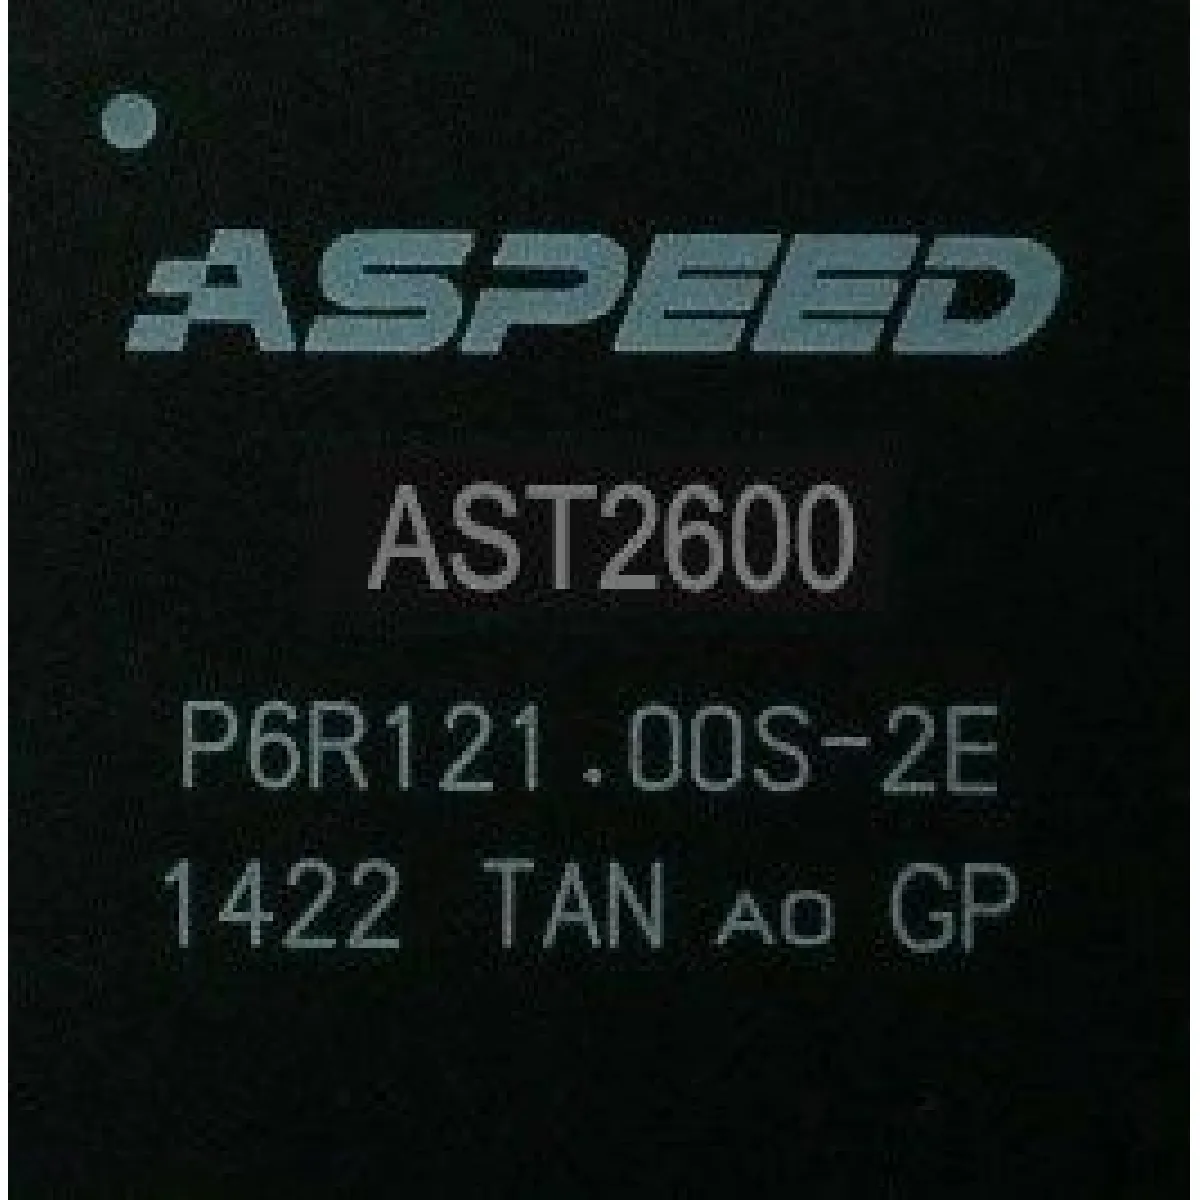 ASPEED
AST2600
P6R121.00S-2E
1422 TAN A0 GP